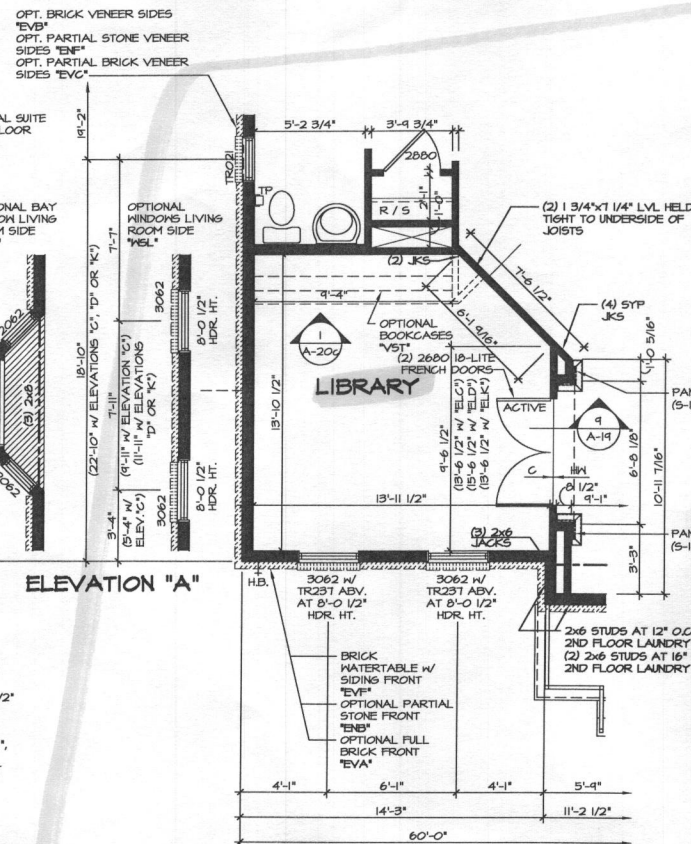 OPT. BRICK VENEER SIDES
"EVB"
OPT. PARTIAL STONE VENEER
SIDES "ENF"
OPT. PARTIAL BRICK VENEER
SIDES "EVC"
SUITE
19'-2"
5'-2 3/4"
3'-9 3/4"
TR021
TP
2880
2'-1"
R / S
(2) JKS
(2) 1 3/4"x7 1/4" LVL HELD
TIGHT TO UNDERSIDE OF
JOISTS
BAY
LIVING
SIDE
OPTIONAL
WINDOWS LIVING
ROOM SIDE
"WSL"
7'-7"
18'-10"
(22'-10" W/ ELEVATIONS "C", "D" OR "K")
7'-11"
(9'-11" W/ ELEVATION "C")
(11'-11" W/ ELEVATIONS
"D" OR "K")
3'-4"
(5'-4" W/
ELEV. "C")
3062
8'-0 1/2"
HDR. HT.
3062
8'-0 1/2"
HDR. HT.
2062
(3) 2x8
2062
9'-4"
7'-6 1/2"
6'-1 9/16"
(4) SYP
JKS
1'-0 5/16"
1
A-20c
OPTIONAL
BOOKCASES
"VST"
(2) 2680 18-LITE
FRENCH DOORS
LIBRARY
ACTIVE
9
A-19
13'-10 1/2"
9'-6 1/2"
(13'-6 1/2" W/ "ELC")
(15'-6 1/2" W/ "ELD")
(13'-6 1/2" W/ "ELK")
6'-8 1/8"
10'-11 7/16"
C
HW
8 1/2"
13'-11 1/2"
9'-1"
(3) 2x6
JACKS
3'-3"
ELEVATION "A"
H.B.
3062 W/
TR237 ABV.
AT 8'-0 1/2"
HDR. HT.
3062 W/
TR237 ABV.
AT 8'-0 1/2"
HDR. HT.
2x6 STUDS AT 12" O.C.
2ND FLOOR LAUNDRY
(2) 2x6 STUDS AT 16"
2ND FLOOR LAUNDRY
BRICK
WATERTABLE W/
SIDING FRONT
"EVF"
OPTIONAL PARTIAL
STONE FRONT
"ENB"
OPTIONAL FULL
BRICK FRONT
"EVA"
4'-1"
6'-1"
4'-1"
5'-9"
14'-3"
11'-2 1/2"
60'-0"